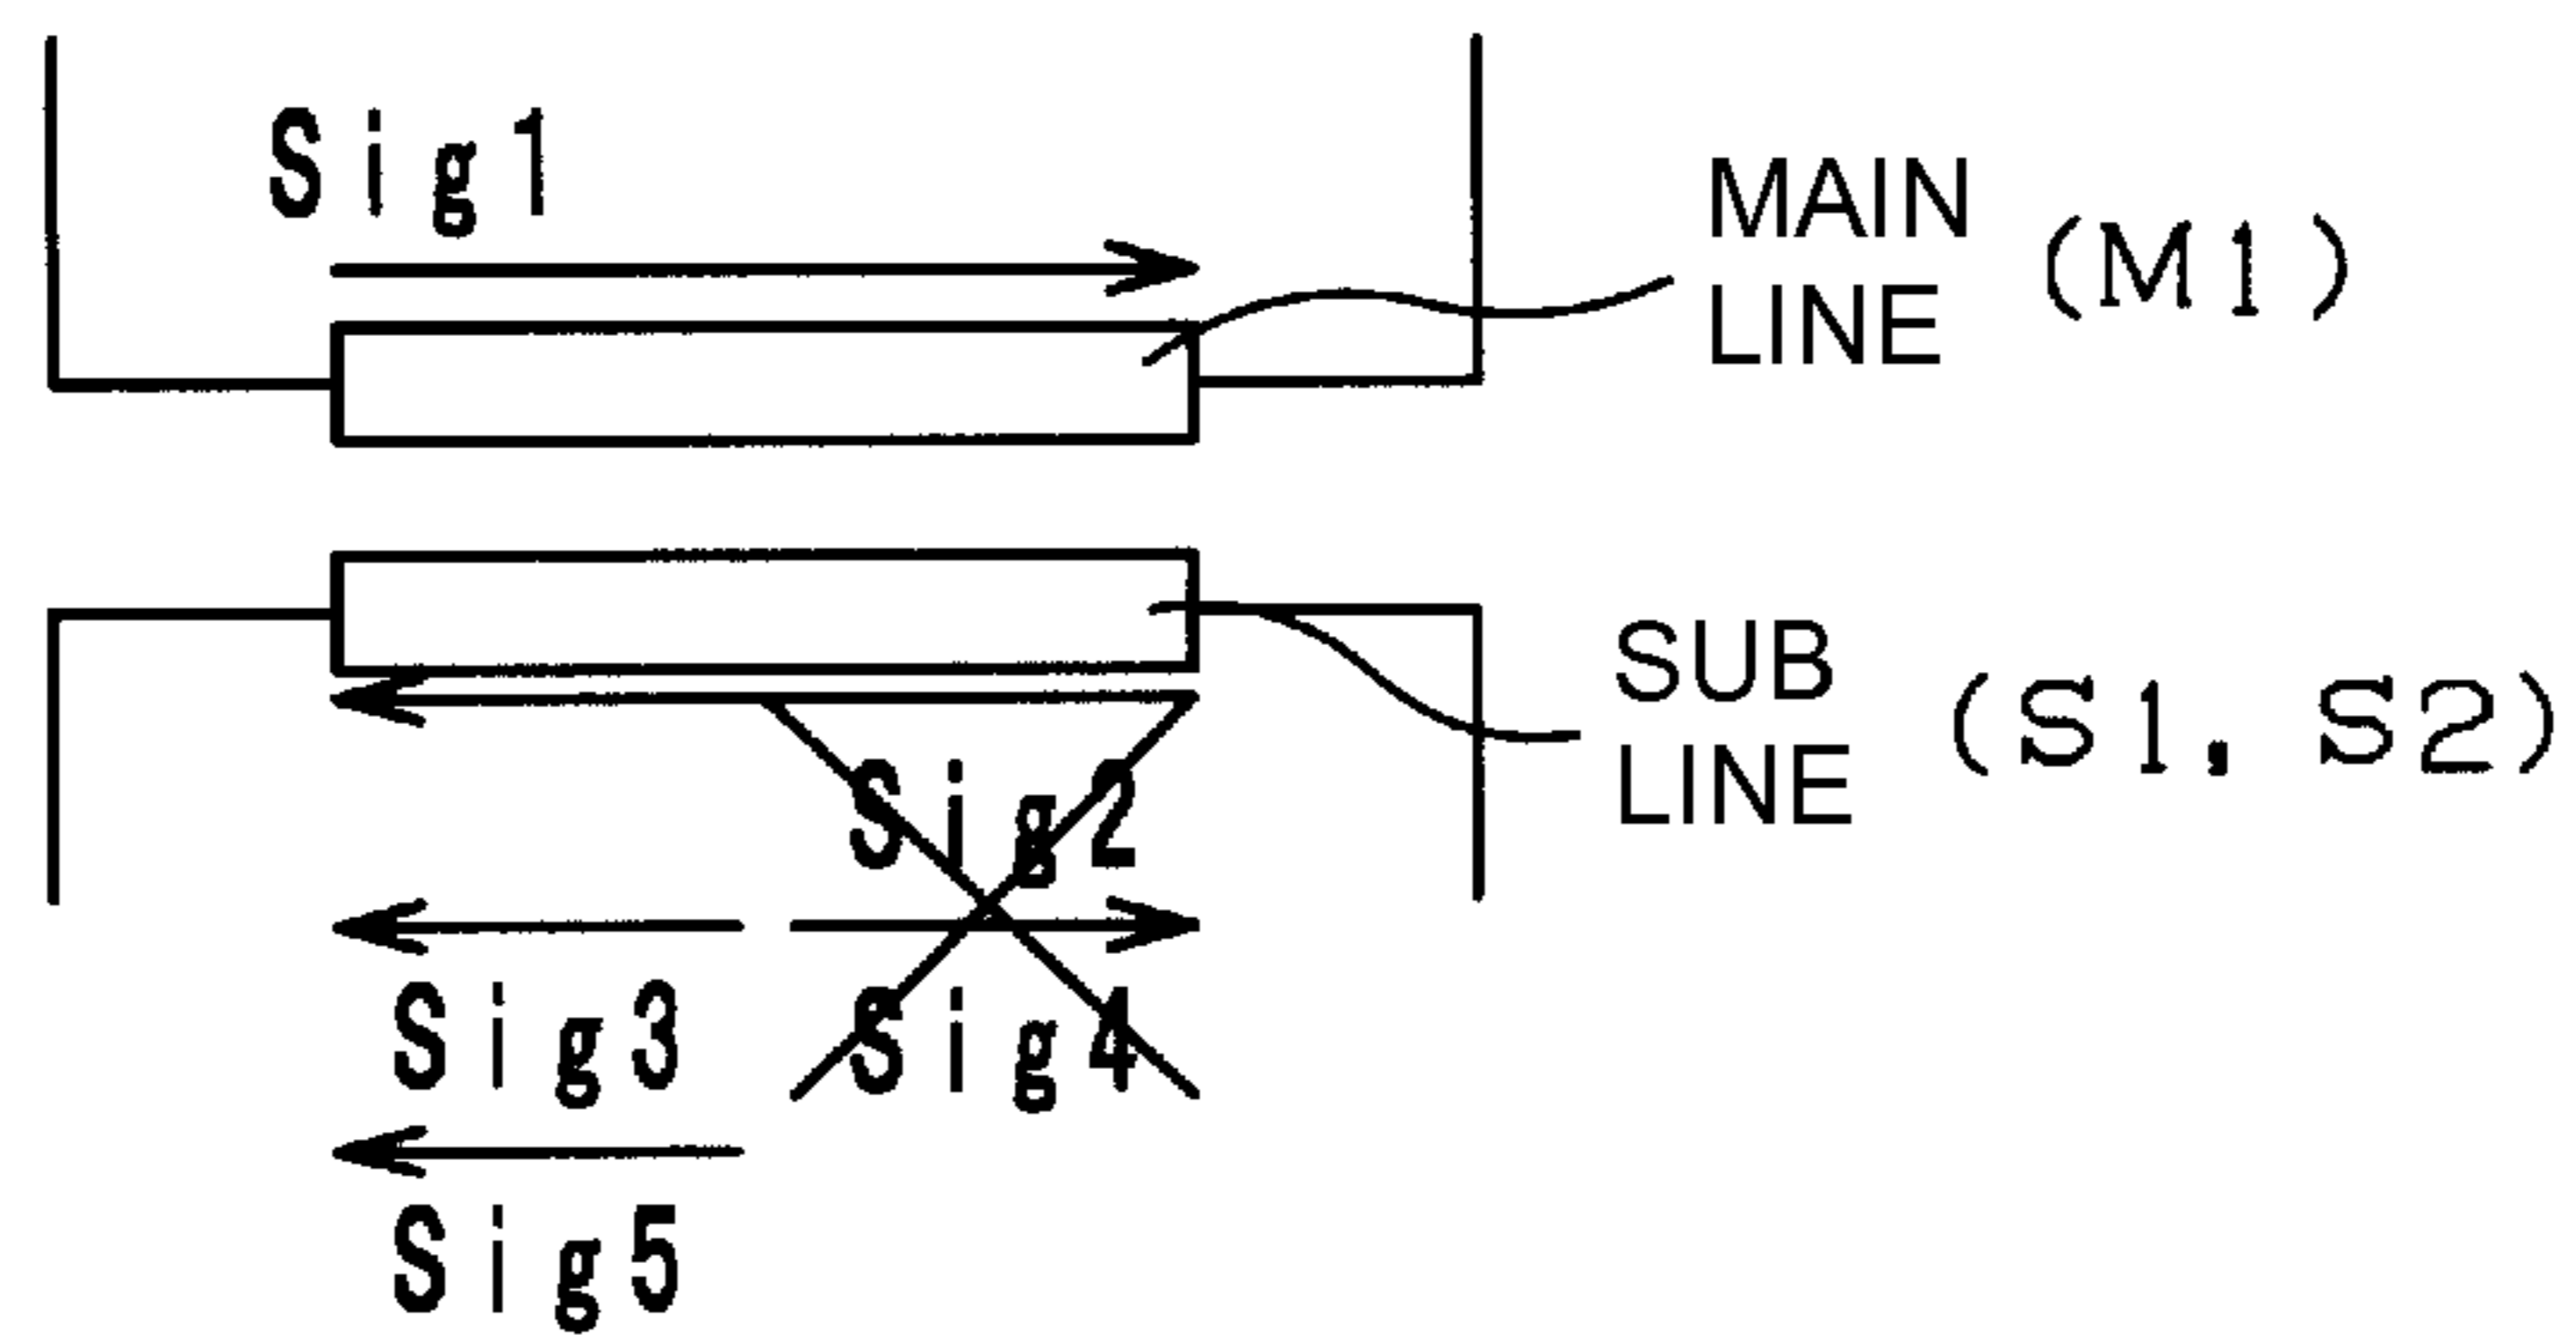 Sig1
MAIN
LINE (M1)
SUB
LINE (S1, S2)
Sig2
Sig3 Sig4
Sig5